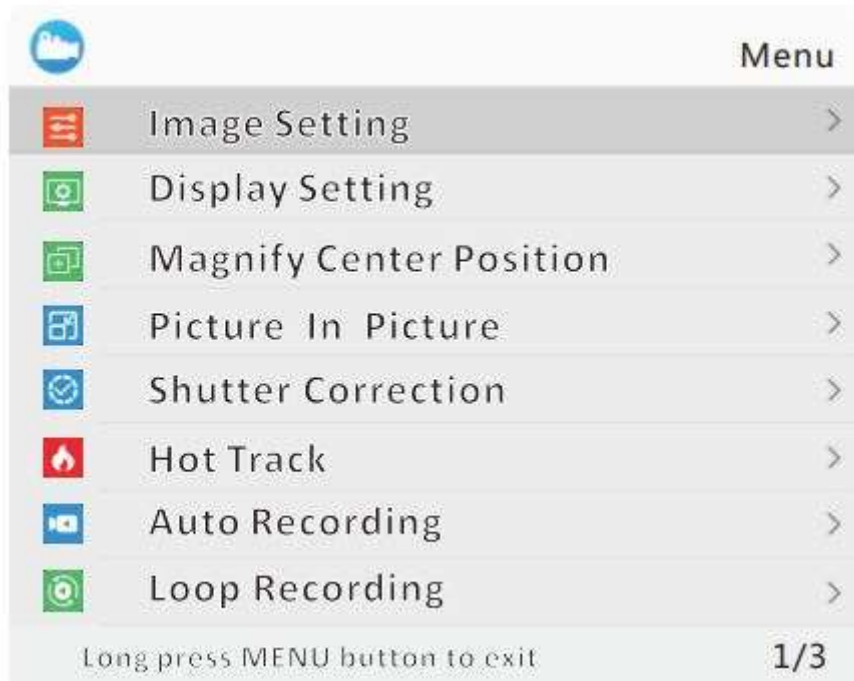 Menu
Image Setting
Display Setting
Magnify Center Position
Picture In Picture
Shutter Correction
Hot Track
Auto Recording
Loop Recording
Long press MENU button to exit 1/3